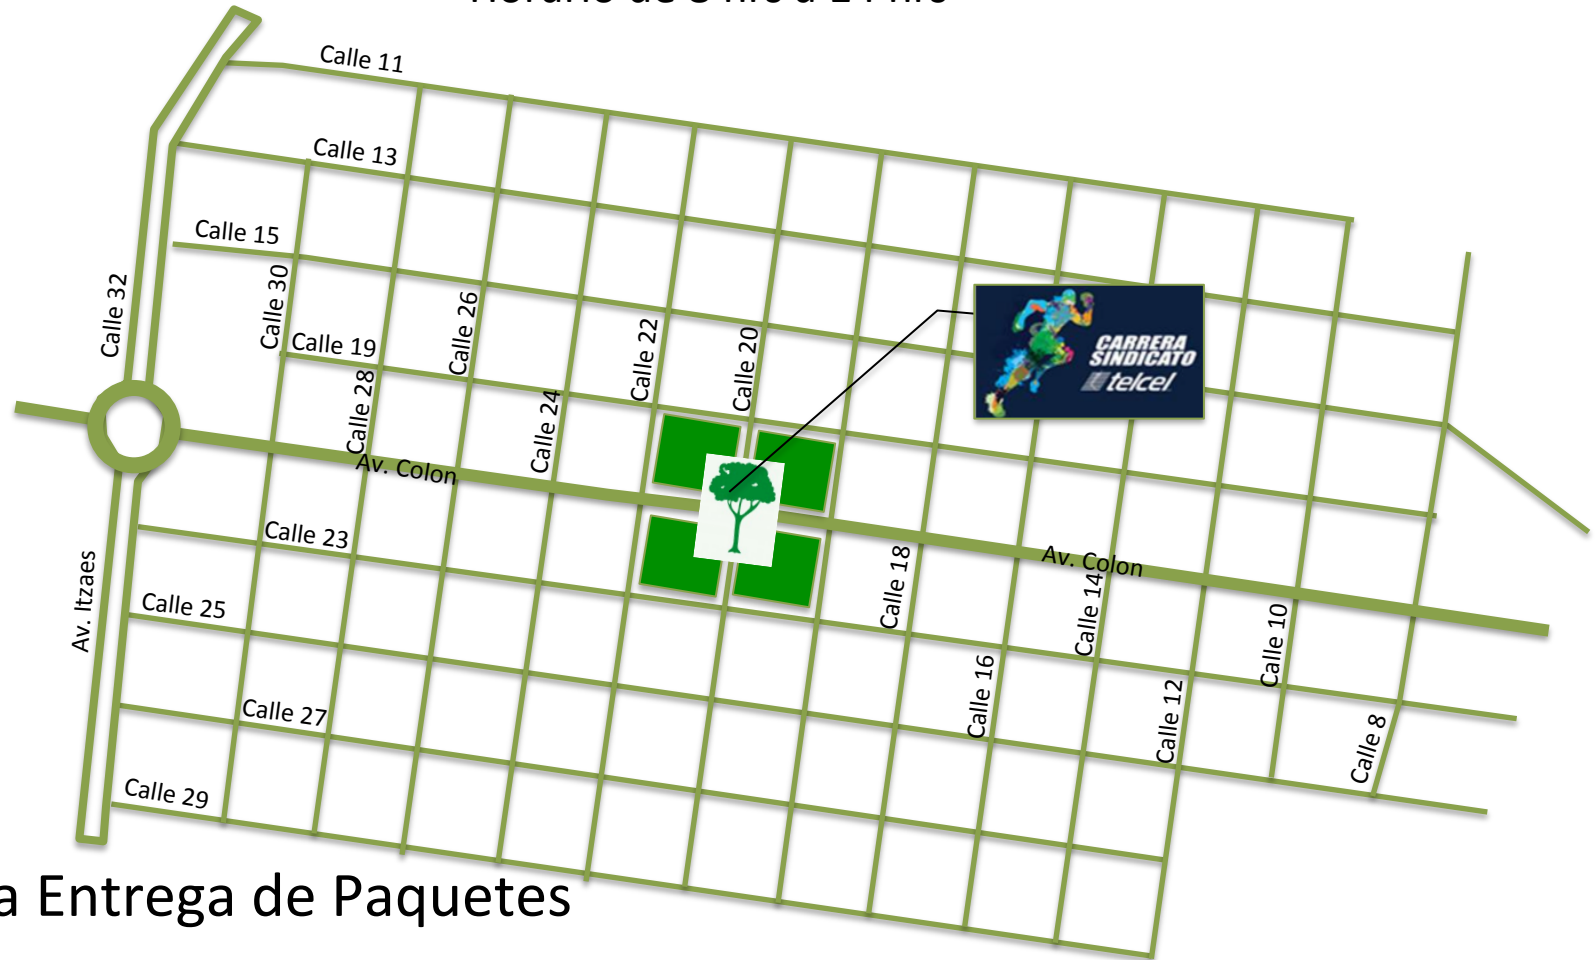 Calle 11
Calle 13
Calle 15
Calle 32
Calle 30
Calle 26
Calle 22
Calle 20
CARRERA
SINDICATO
telcel
Calle 19
Calle 28
Calle 24
Av. Colon
Calle 23
Calle 18
Av. Colon
Av. Itzaes
Calle 25
Calle 14
Calle 10
Calle 16
Calle 12
Calle 27
Calle 8
Calle 29
a Entrega de Paquetes